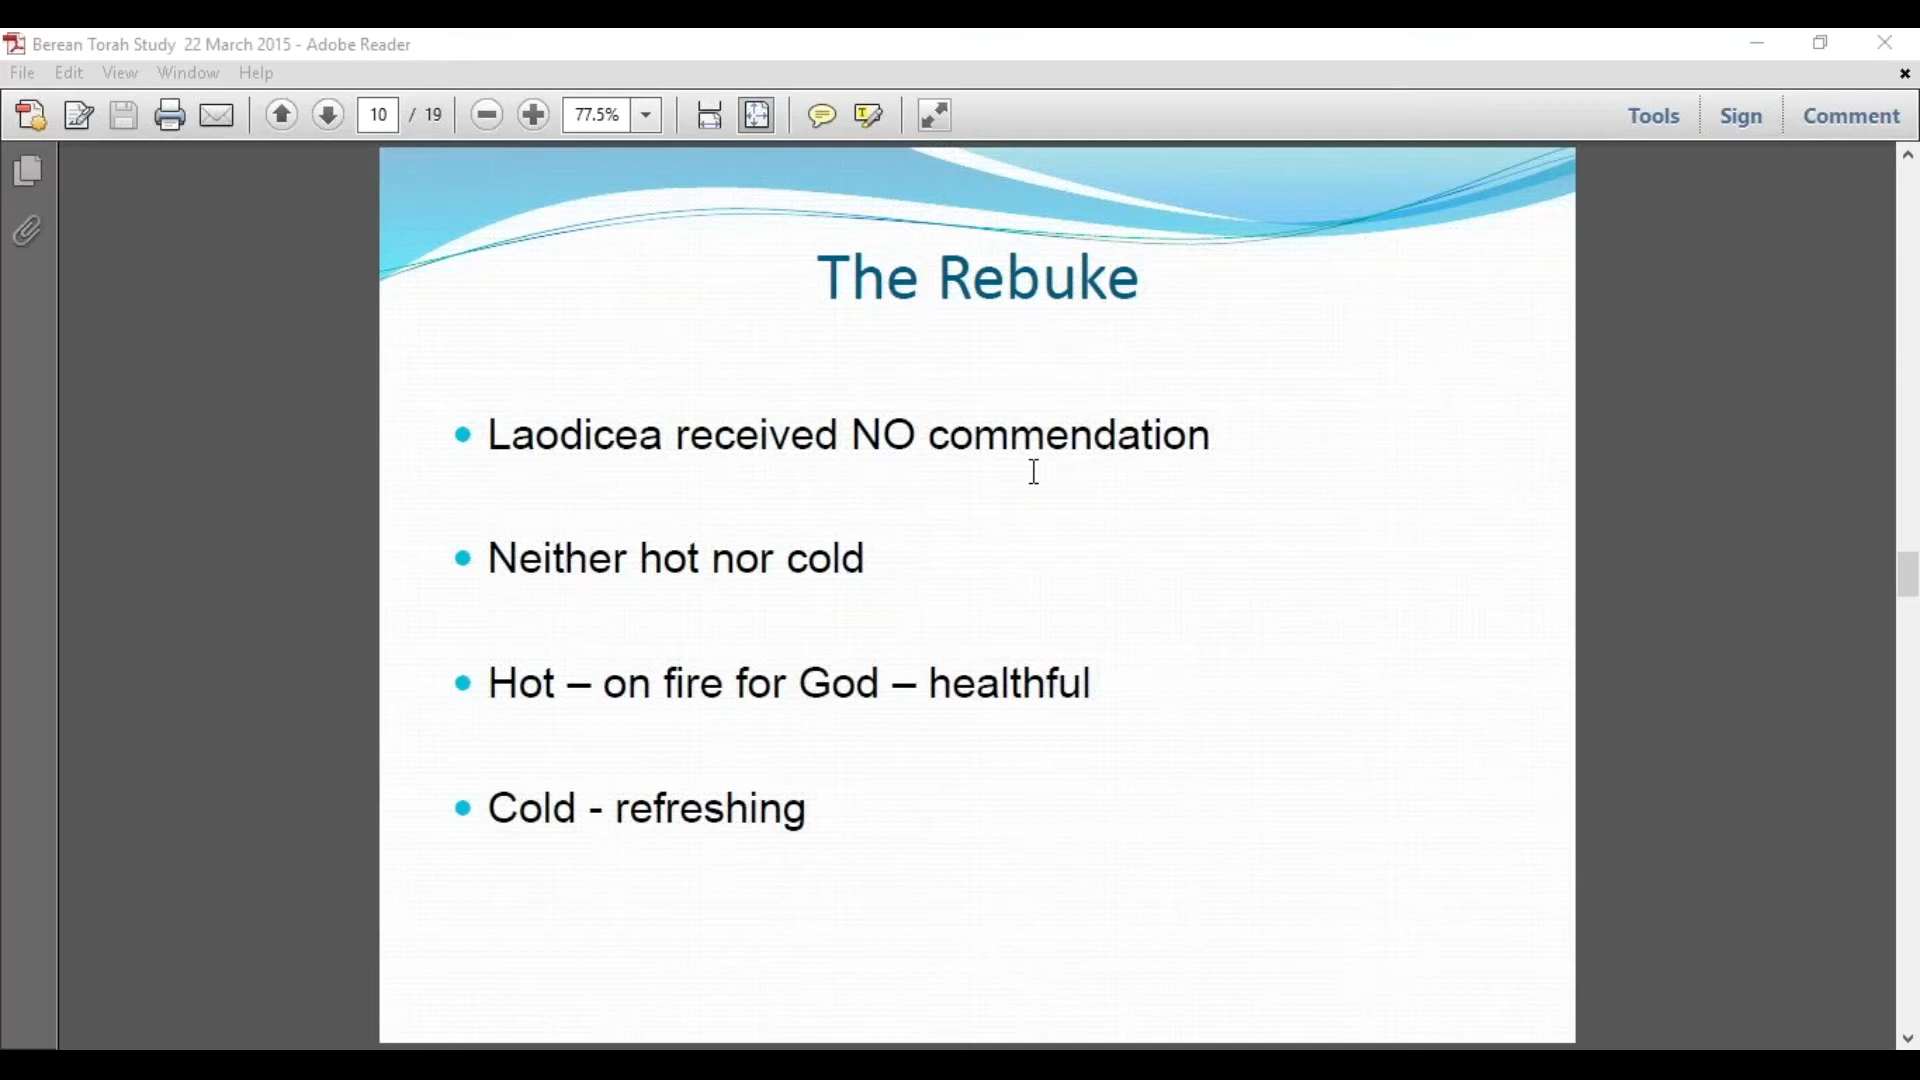 Berean Torah Study 22 March 2015 - Adobe Reader
File Edit View Window Help
10 / 19 77.5% Tools Sign Comment
The Rebuke
• Laodicea received NO commendation
• Neither hot nor cold
• Hot – on fire for God – healthful
• Cold - refreshing